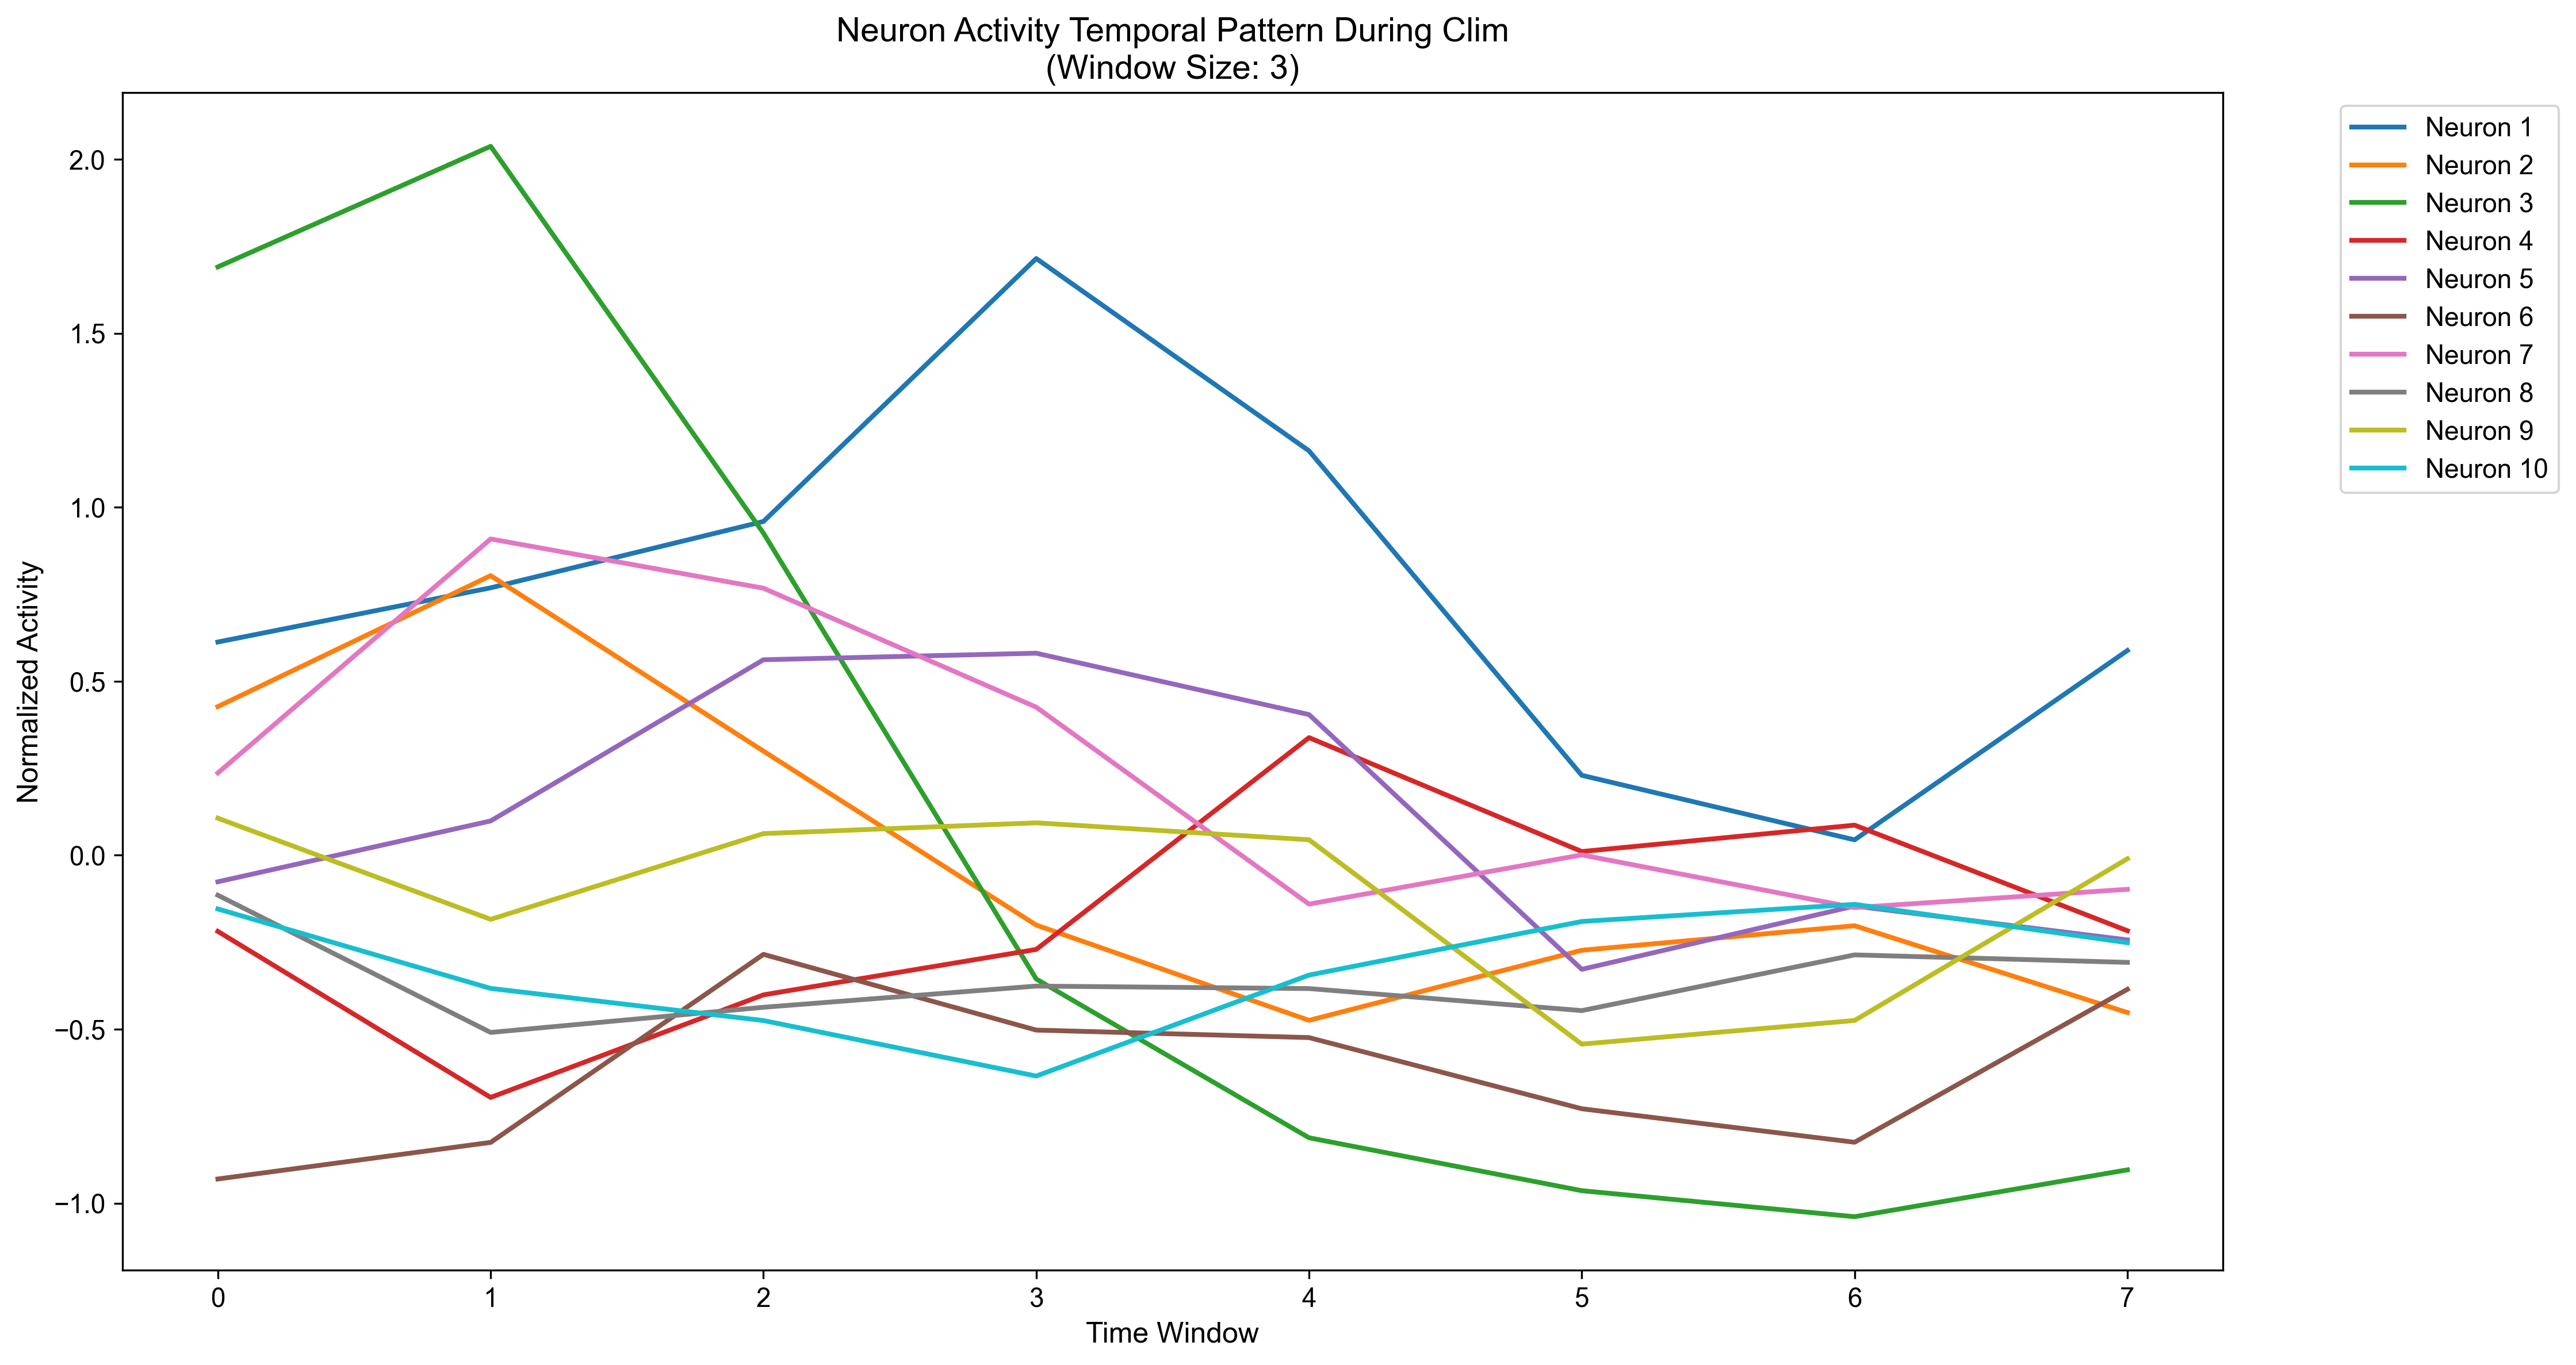 Neuron Activity Temporal Pattern During Clim
(Window Size: 3)
Normalized Activity
2.0
1.5
1.0
0.5
0.0
−0.5
−1.0
0 1 2 3 4 5 6 7
Time Window
Neuron 1
Neuron 2
Neuron 3
Neuron 4
Neuron 5
Neuron 6
Neuron 7
Neuron 8
Neuron 9
Neuron 10